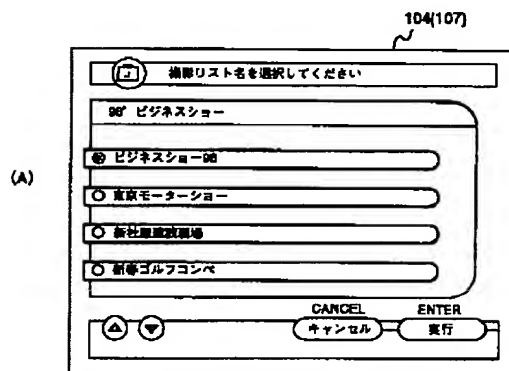 104(107)
撮影リスト名を選択してください
98° ビジネスショー
(A)
ビジネスショー98
東京モーターショー
新社屋建設現場
新春ゴルフコンペ
CANCEL ENTER
キャンセル 実行